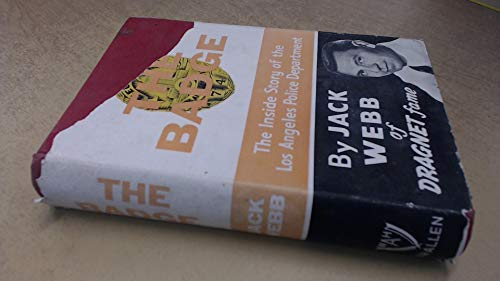 THE
BADGE
The Inside Story of the
Los Angeles Police Department
By JACK
WEBB
of
DRAGNET fame
THE
BADGE
JACK
WEBB
ALLEN